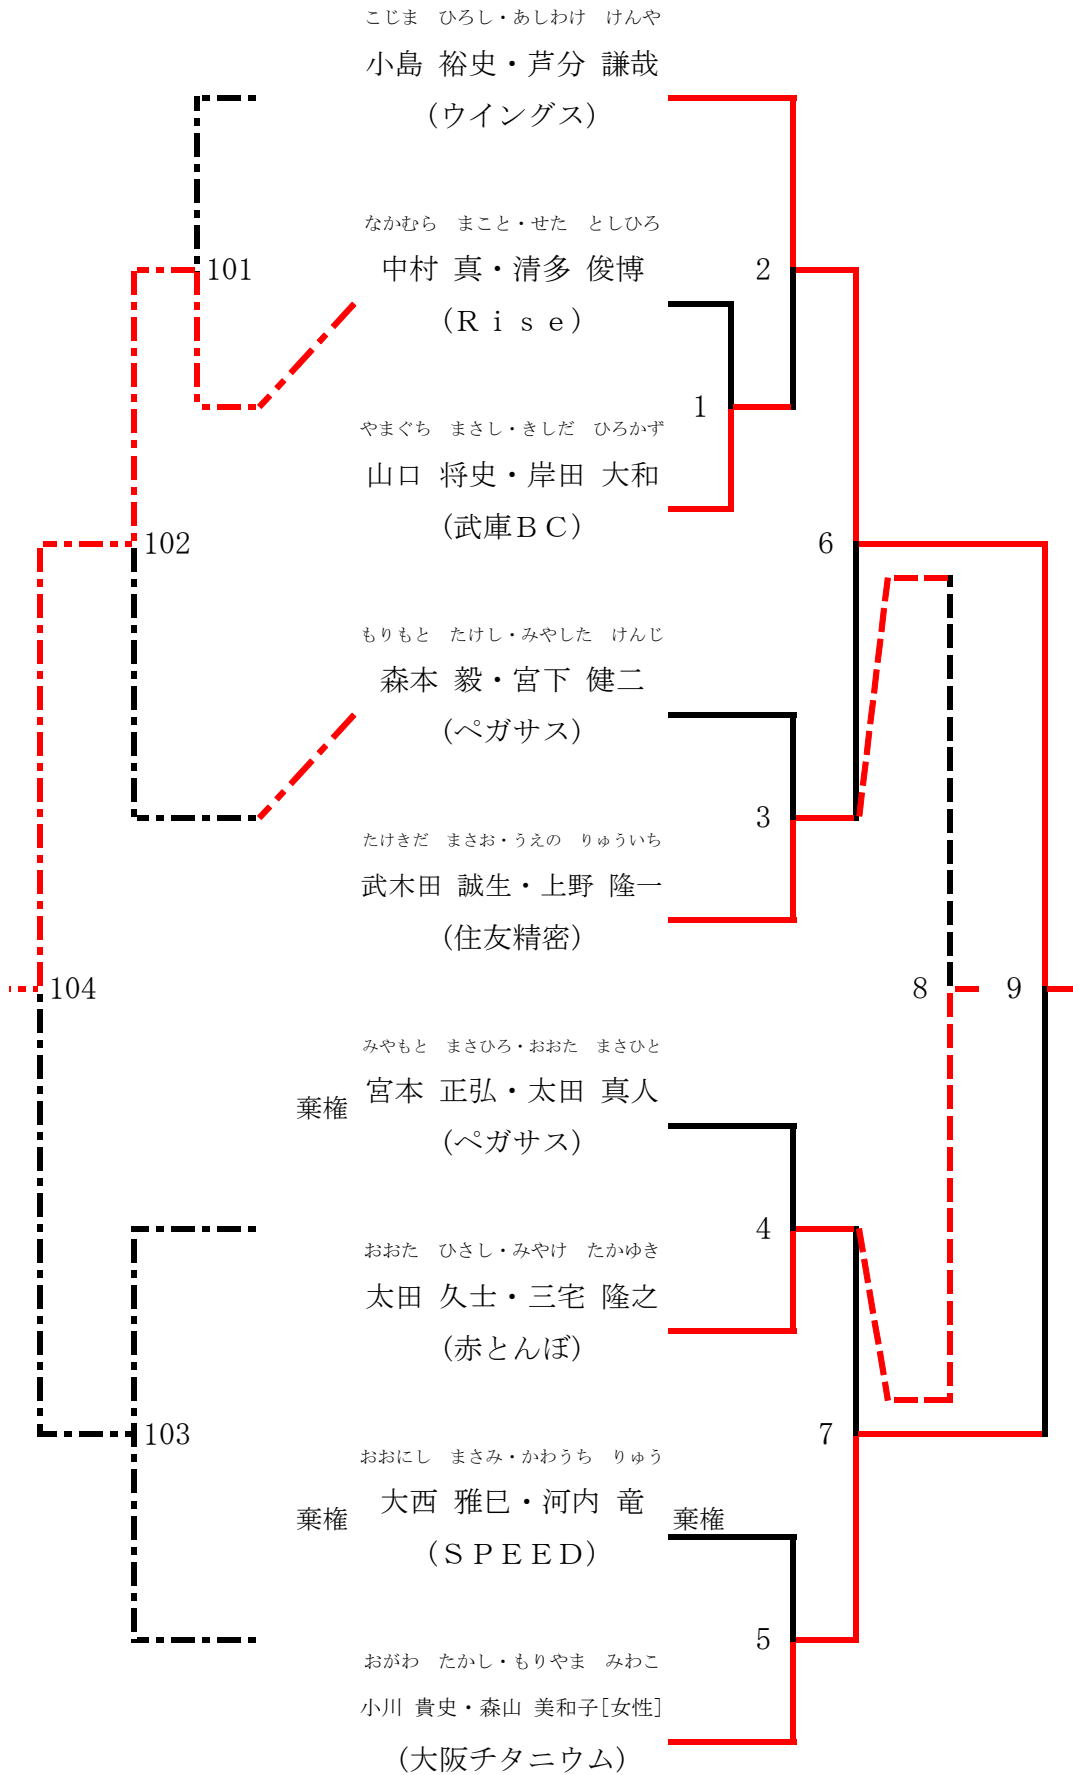 こじま　ひろし・あしわけ　けんや
小島 裕史・芦分 謙哉
(ウイングス)
なかむら　まこと・せた　としひろ
101
中村 真・清多 俊博
2
(Ｒｉｓｅ)
1
やまぐち　まさし・きしだ　ひろかず
山口 将史・岸田 大和
(武庫ＢＣ)
102
6
もりもと　たけし・みやした　けんじ
森本 毅・宮下 健二
(ペガサス)
3
たけきだ　まさお・うえの　りゅういち
武木田 誠生・上野 隆一
(住友精密)
104
8
9
みやもと　まさひろ・おおた　まさひと
棄権
宮本 正弘・太田 真人
(ペガサス)
4
おおた　ひさし・みやけ　たかゆき
太田 久士・三宅 隆之
(赤とんぼ)
103
7
おおにし　まさみ・かわうち　りゅう
棄権
大西 雅巳・河内 竜
棄権
(ＳＰＥＥＤ)
5
おがわ　たかし・もりやま　みわこ
小川 貴史・森山 美和子[女性]
(大阪チタニウム)